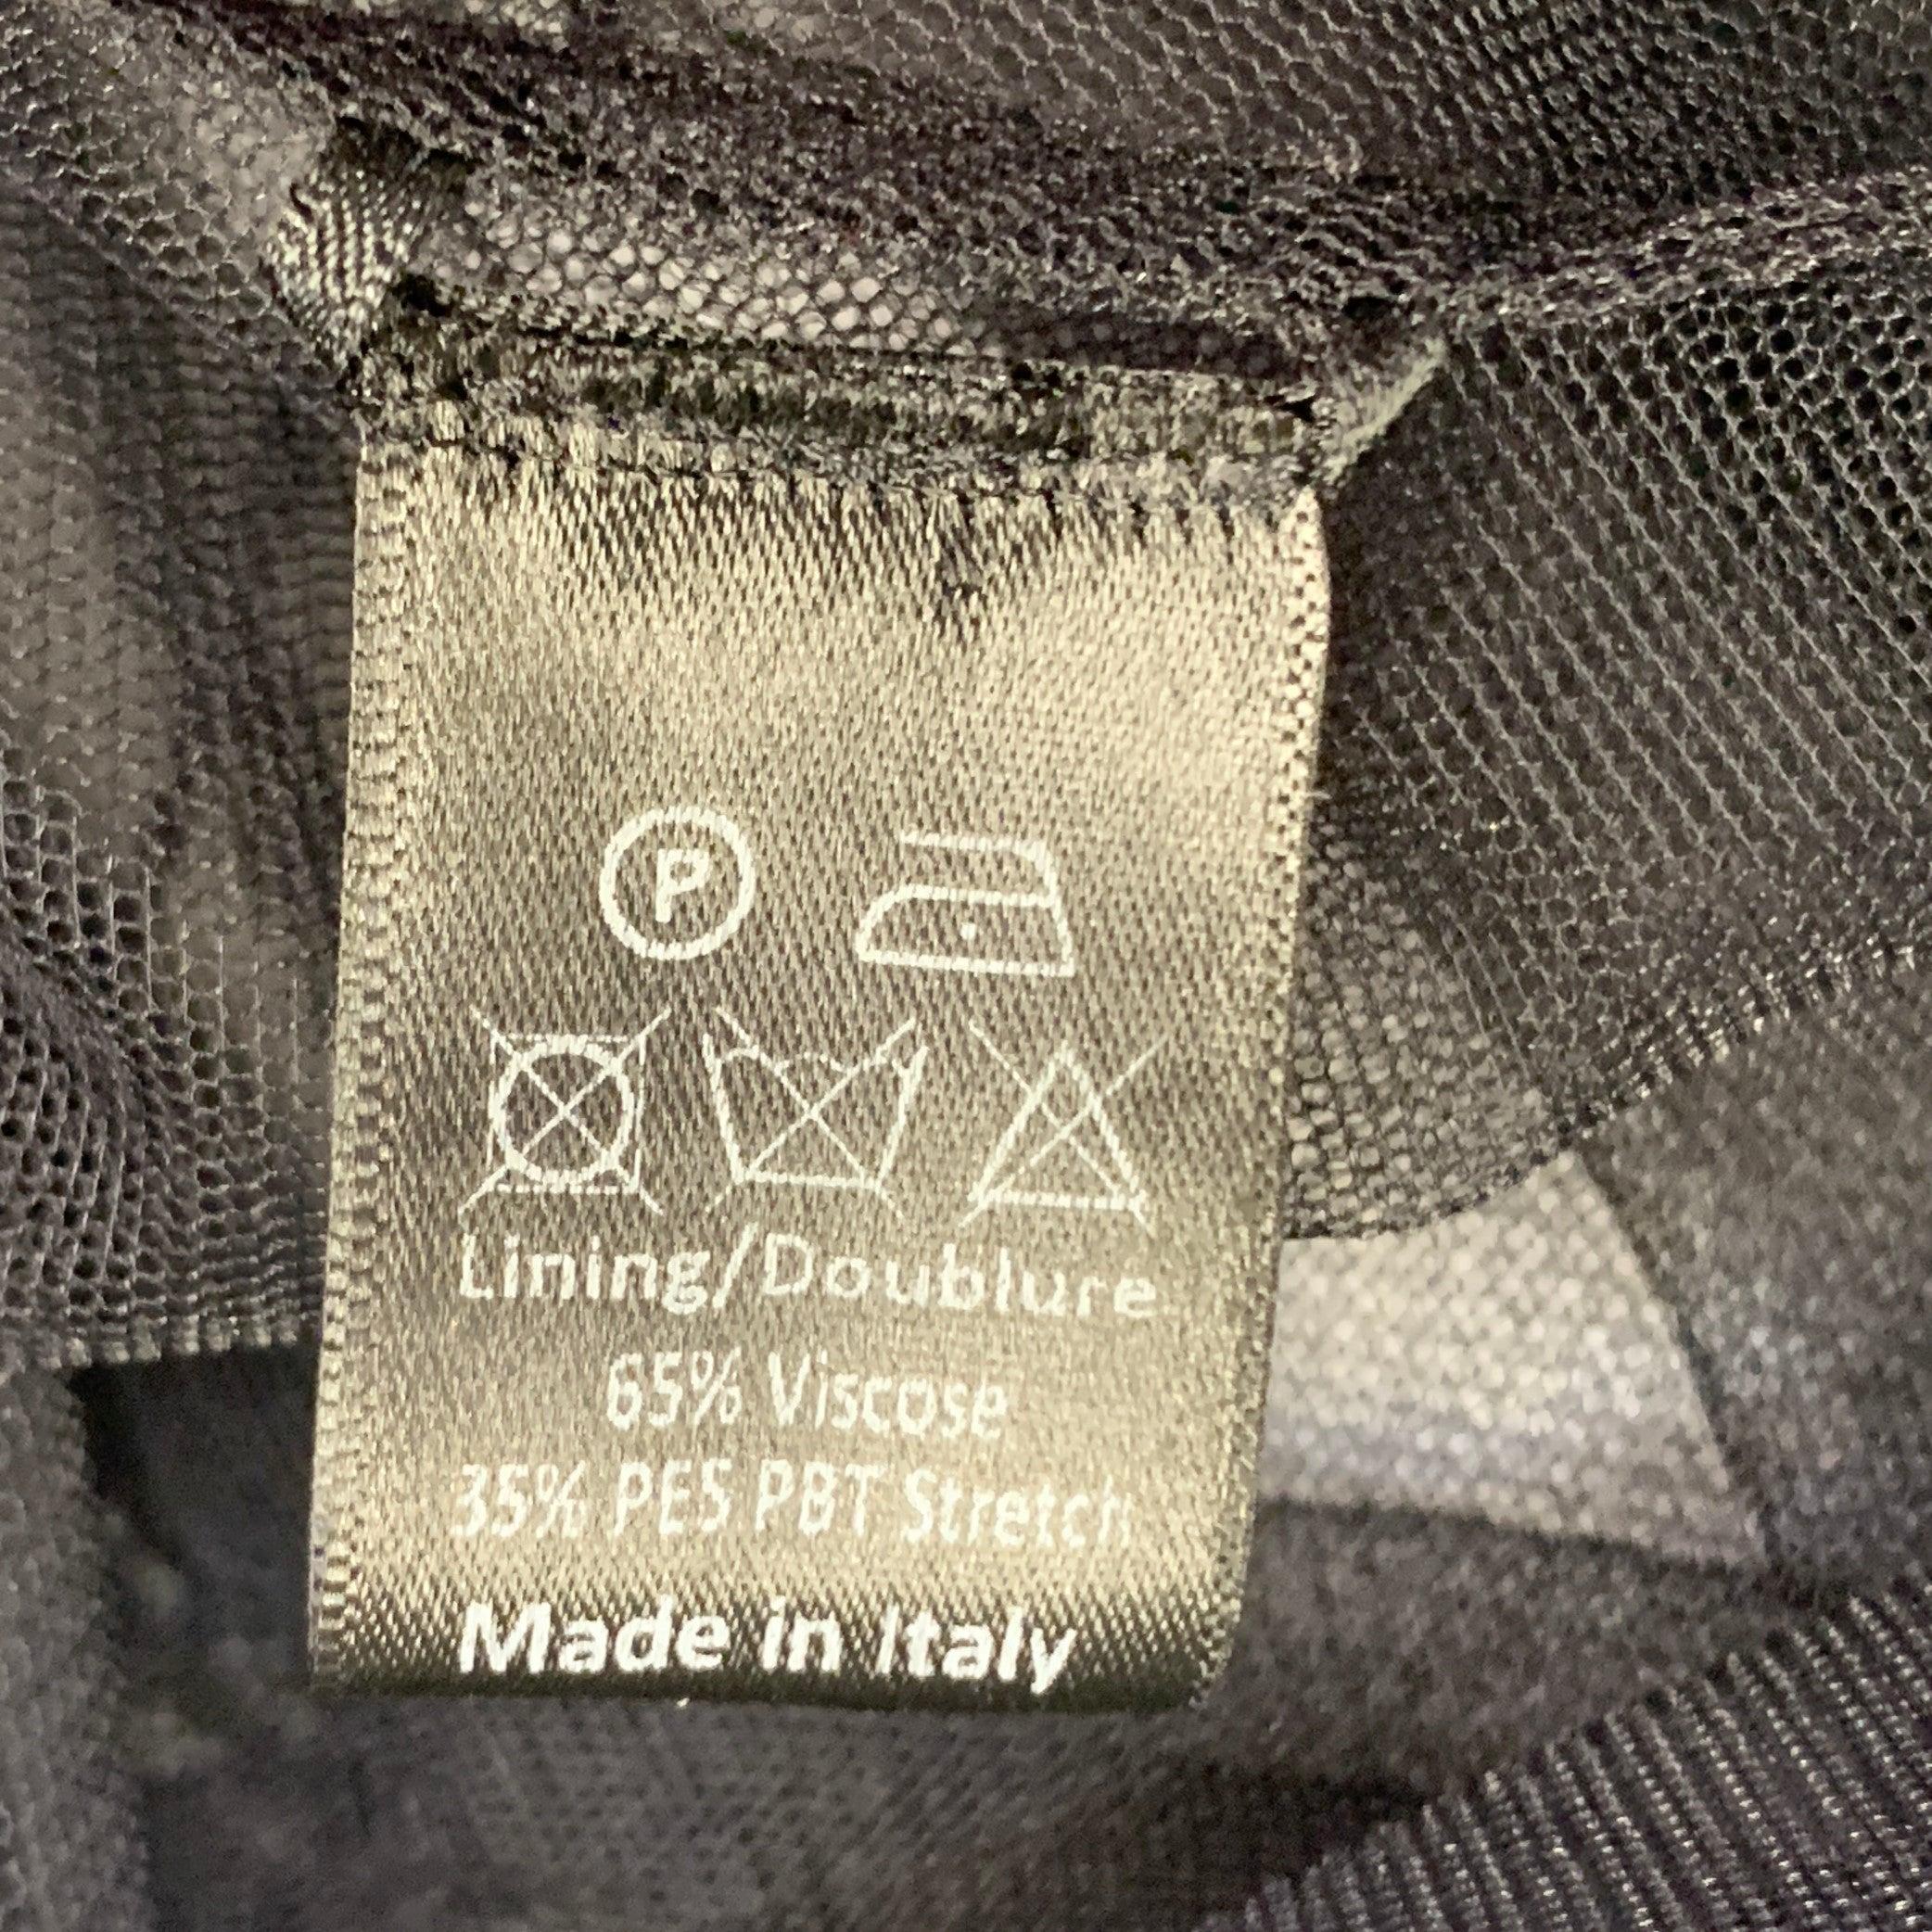 P
Lining/Doublure
65% Viscose
35% PES PBT Stretch
Made in Italy